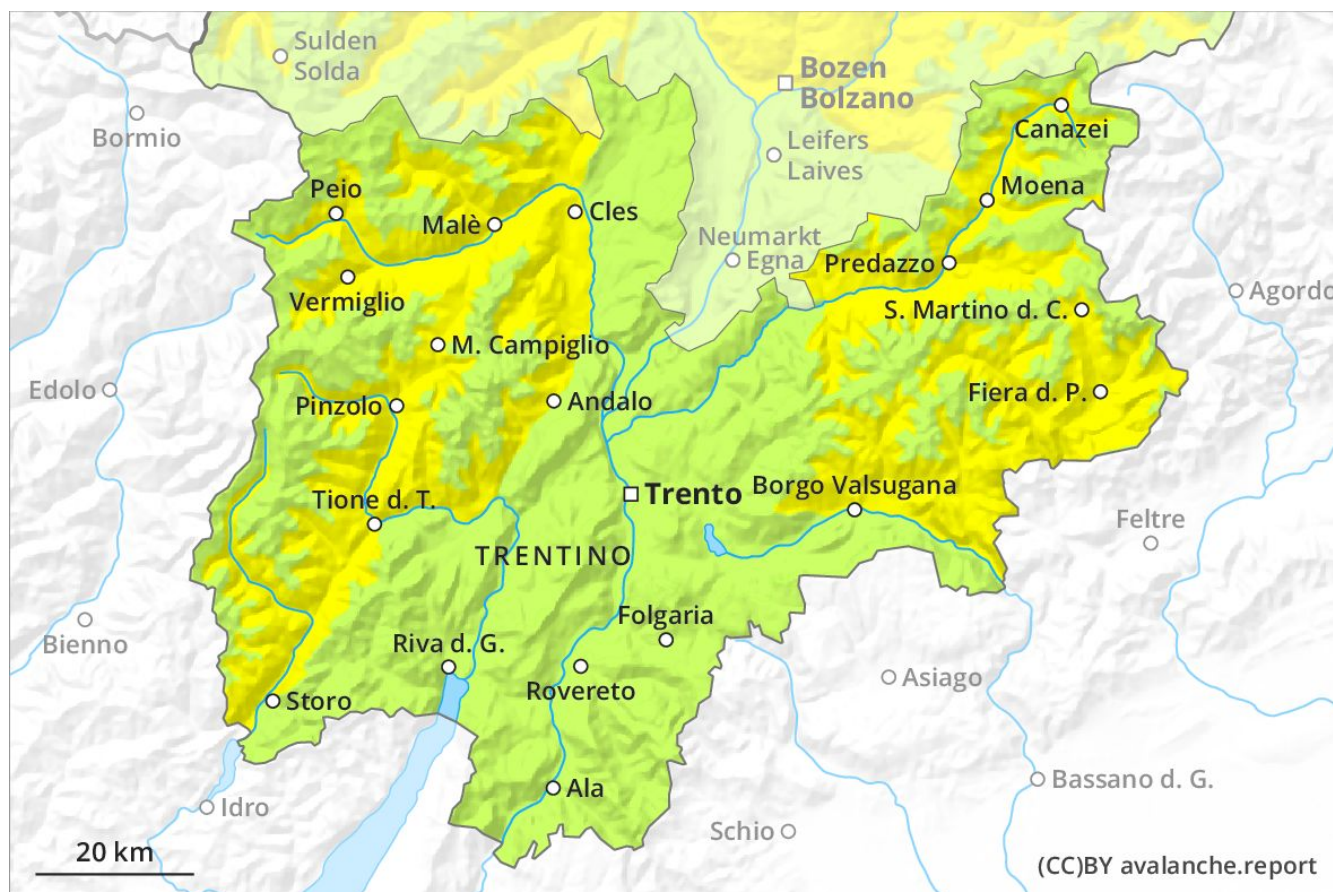 Sulden
Solda
Bozen
Bolzano
Bormio
Canazei
Leifers
Laives
Peio
Moena
Malè
Cles
Neumarkt
Egna
Predazzo
Vermiglio
S. Martino d. C.
Agordo
M. Campiglio
Edolo
Pinzolo
Andalo
Fiera d. P.
Tione d. T.
Trento
Borgo Valsugana
Feltre
TRENTINO
Bienno
Folgaria
Riva d. G.
Asiago
Rovereto
Storo
Bassano d. G.
Ala
Idro
Schio
20 km
(CC)BY avalanche.report